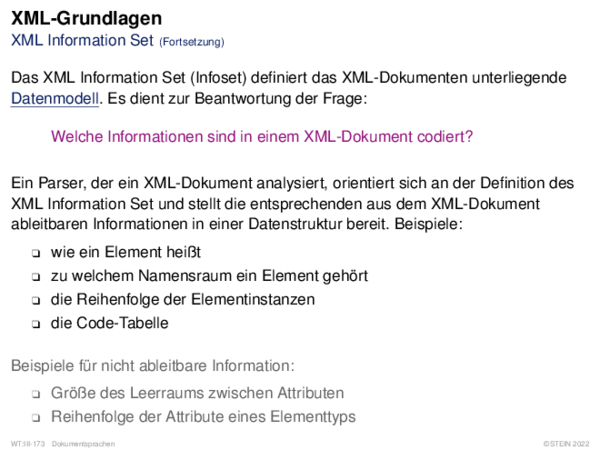 XML-Grundlagen
XML Information Set (Fortsetzung)
Das XML Information Set (Infoset) definiert das XML-Dokumenten unterliegende
Datenmodell. Es dient zur Beantwortung der Frage:
Welche Informationen sind in einem XML-Dokument codiert?
Ein Parser, der ein XML-Dokument analysiert, orientiert sich an der Definition des
XML Information Set und stellt die entsprechenden aus dem XML-Dokument
ableitbaren Informationen in einer Datenstruktur bereit. Beispiele:
❑ wie ein Element heißt
❑ zu welchem Namensraum ein Element gehört
❑ die Reihenfolge der Elementinstanzen
❑ die Code-Tabelle
Beispiele für nicht ableitbare Information:
❑ Größe des Leerraums zwischen Attributen
❑ Reihenfolge der Attribute eines Elementtyps
WT:III-173 Dokumentsprachen ©STEIN 2022